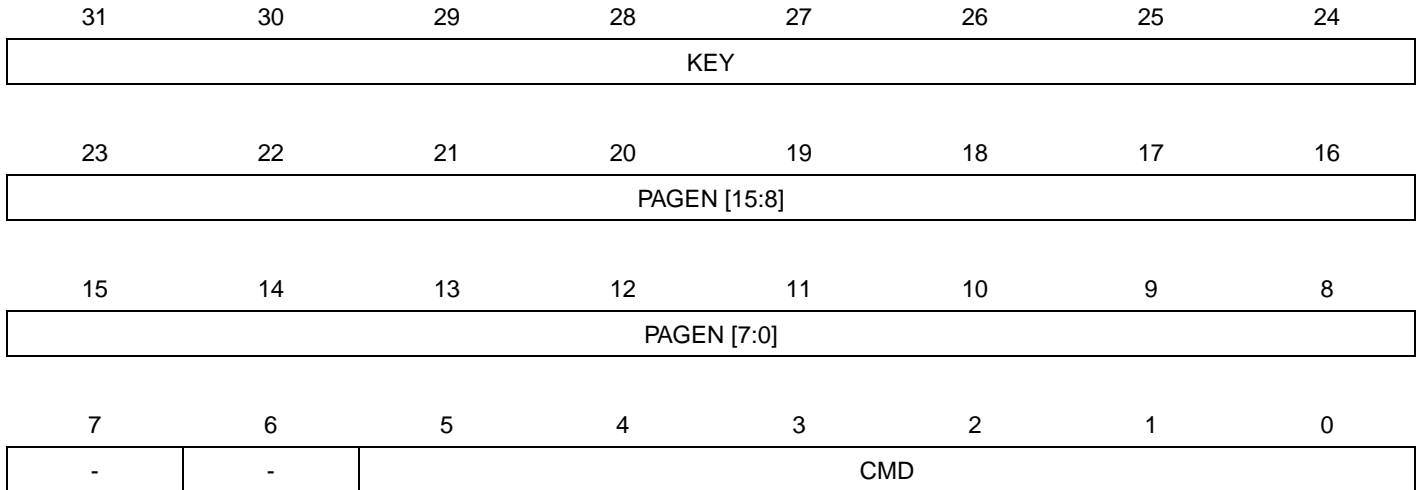 31 30 29 28 27 26 25 24
KEY
23 22 21 20 19 18 17 16
PAGEN [15:8]
15 14 13 12 11 10 9 8
PAGEN [7:0]
7 6 5 4 3 2 1 0
- - CMD